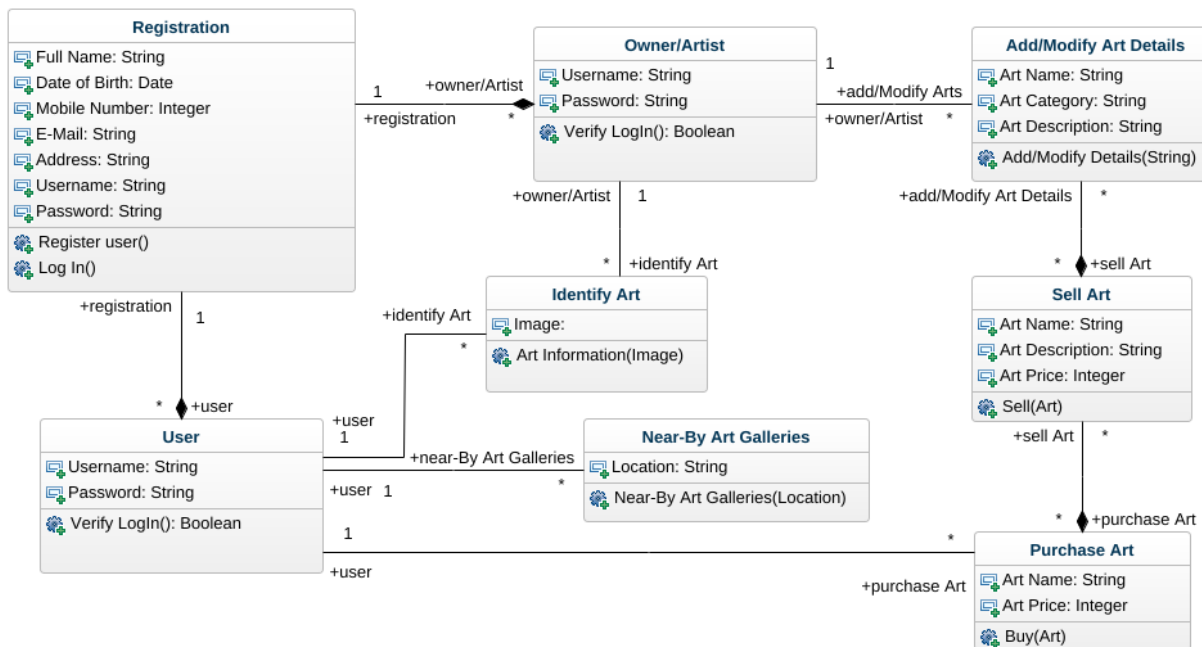 Registration
Full Name: String
Date of Birth: Date
Mobile Number: Integer
E-Mail: String
Address: String
Username: String
Password: String
Register user()
Log In()
1
+owner/Artist
+registration
*
Owner/Artist
Username: String
Password: String
Verify LogIn(): Boolean
1
+add/Modify Arts
+owner/Artist
*
Add/Modify Art Details
Art Name: String
Art Category: String
Art Description: String
Add/Modify Details(String)
+owner/Artist
1
*
+identify Art
+add/Modify Art Details
*
*
+sell Art
+registration
1
*
+user
+identify Art
*
Identify Art
Image:
Art Information(Image)
Sell Art
Art Name: String
Art Description: String
Art Price: Integer
Sell(Art)
User
Username: String
Password: String
Verify LogIn(): Boolean
+user
1
+near-By Art Galleries
+user
1
*
Near-By Art Galleries
Location: String
Near-By Art Galleries(Location)
+sell Art
*
*
+purchase Art
1
+user
*
+purchase Art
Purchase Art
Art Name: String
Art Price: Integer
Buy(Art)